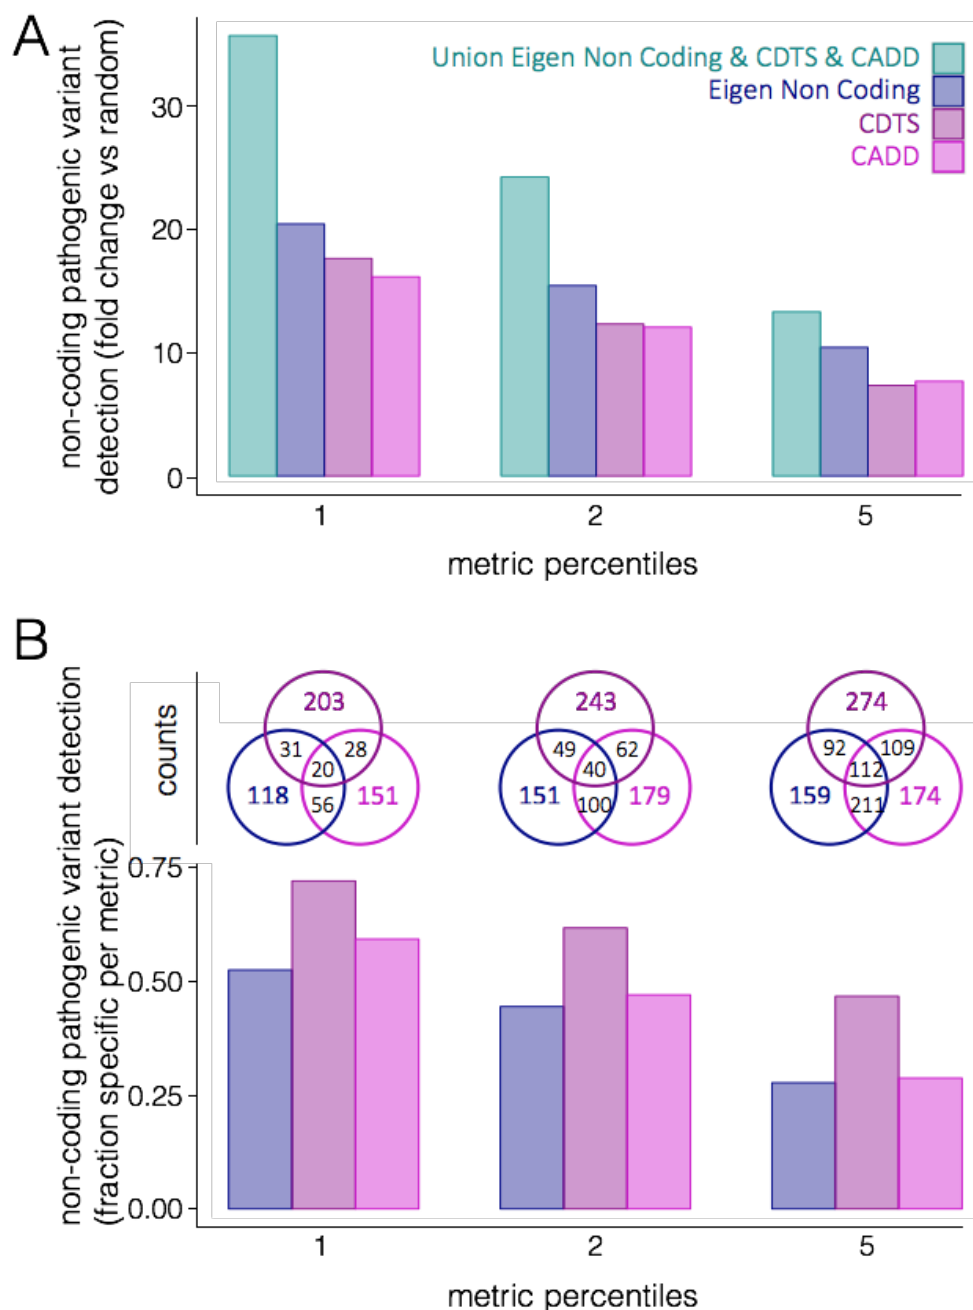 A
non-coding pathogenic variant
detection (fold change vs random)
30
20
10
0
Union Eigen Non Coding & CDTS & CADD
Eigen Non Coding
CDTS
CADD
1 2 5
metric percentiles
B
counts
203
31 28
20
118 151
56
243
49 62
40
151 179
100
274
92 109
112
159 174
211
non-coding pathogenic variant detection
(fraction specific per metric)
0.75
0.50
0.25
0.00
1 2 5
metric percentiles